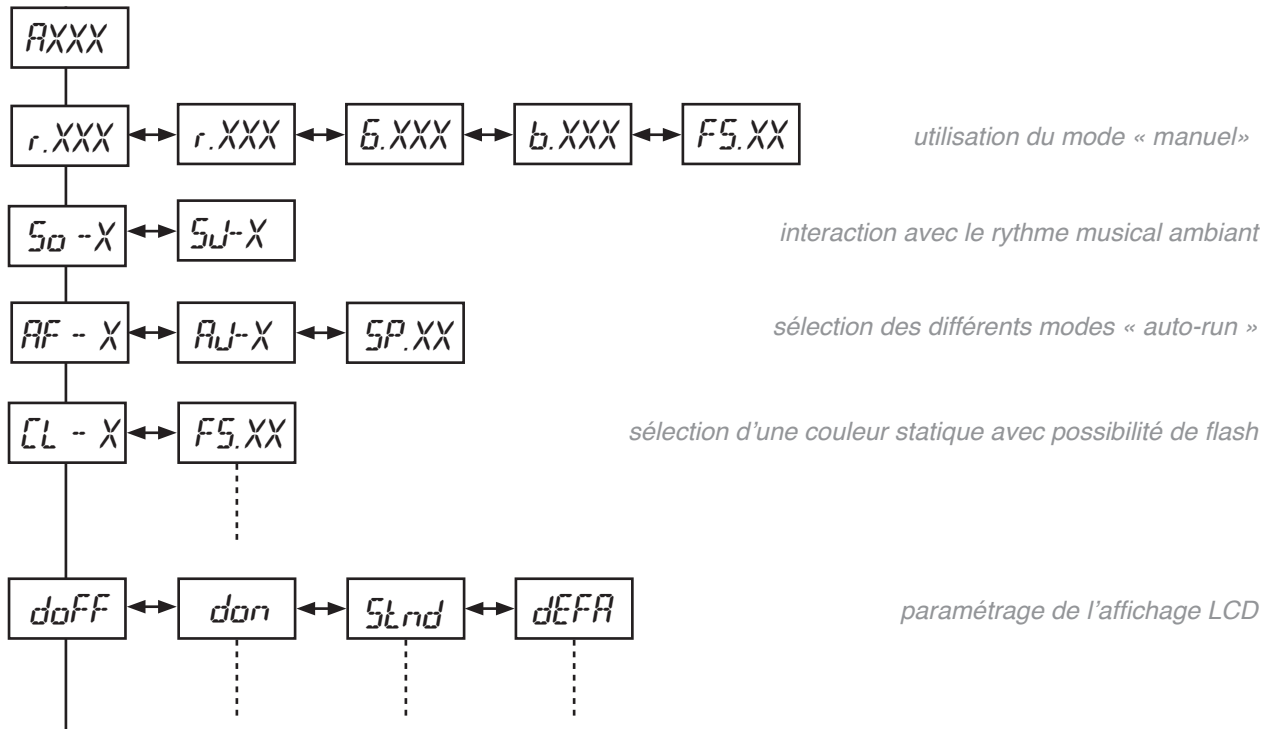 AXXX
r.XXX r.XXX G.XXX b.XXX FS.XX utilisation du mode « manuel»
So -X SU-X interaction avec le rythme musical ambiant
AF - X AU-X SP.XX sélection des différents modes « auto-run »
CL - X FS.XX sélection d’une couleur statique avec possibilité de flash
doFF don Stnd dEFA paramétrage de l’affichage LCD